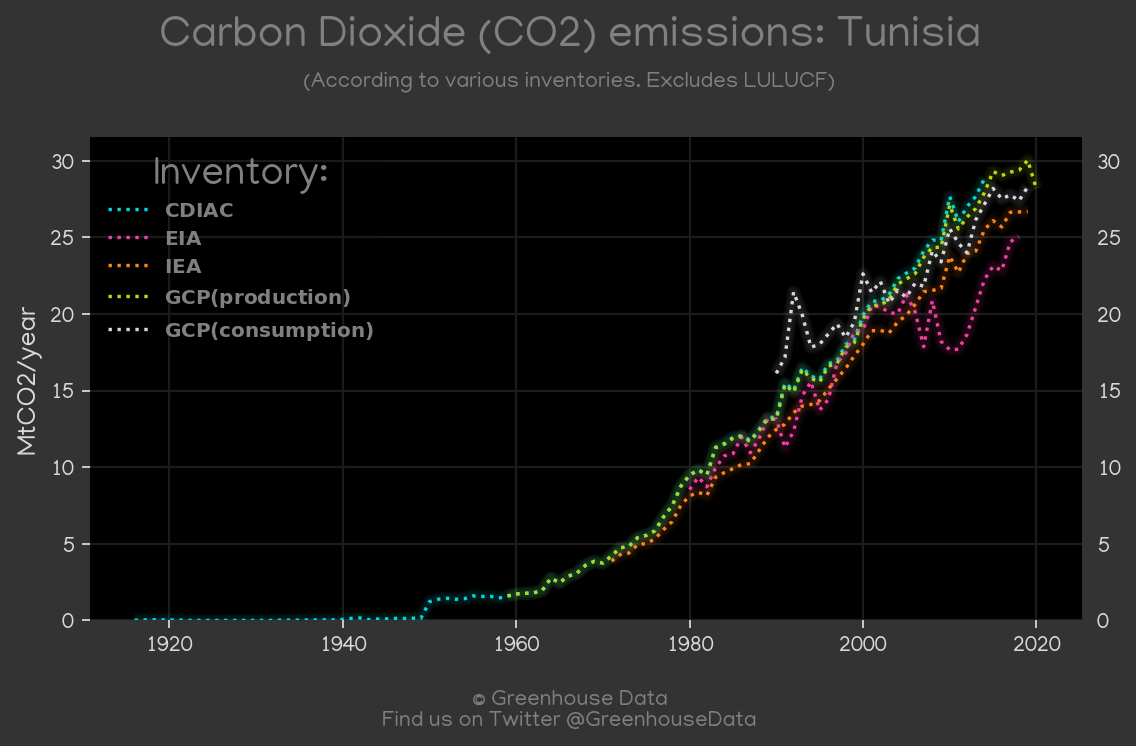 Carbon Dioxide (CO2) emissions: Tunisia
(According to various inventories. Excludes LULUCF)
Inventory:
CDIAC
EIA
IEA
GCP(production)
GCP(consumption)
MtCO2/year
30
25
20
15
10
5
0
30
25
20
15
10
5
0
1920 1940 1960 1980 2000 2020
© Greenhouse Data
Find us on Twitter @GreenhouseData